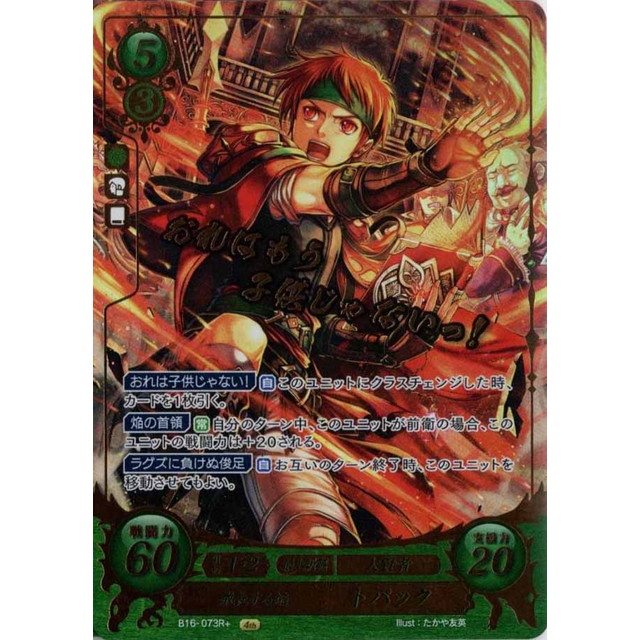 5
3
おれはもう
子供じゃないっ!
おれは子供じゃない! 自 このユニットにクラスチェンジした時、
カードを1枚引く。
焔の首領 常 自分のターン中、このユニットが前衛の場合、この
ユニットの戦闘力は+20される。
ラグズに負けぬ俊足 自 お互いのターン終了時、このユニットを
移動させてもよい。
戦闘力
60
支援力
20
トパック
B16-073R+ 4th
Illust:たかや友英